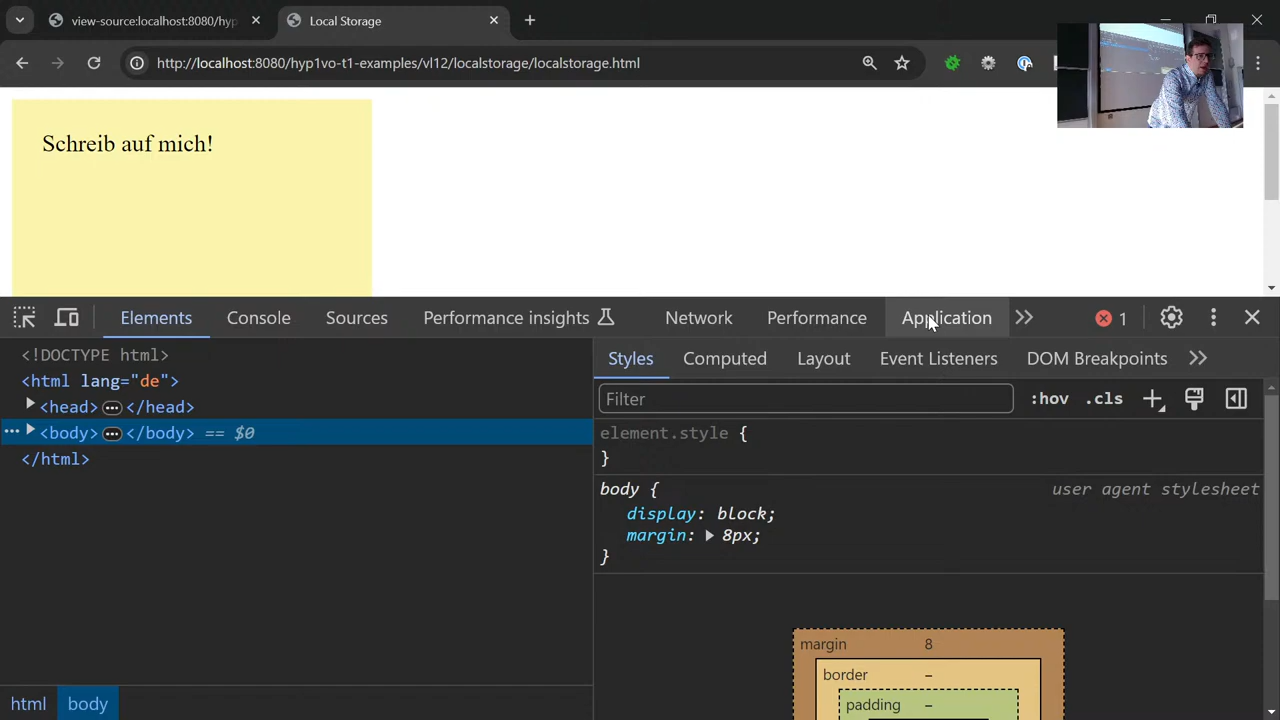 view-source:localhost:8080/hyp
Local Storage
http://localhost:8080/hyp1vo-t1-examples/vl12/localstorage/localstorage.html
Schreib auf mich!
Elements Console Sources Performance insights Network Performance Application 1
<!DOCTYPE html>
<html lang="de">
<head> … </head>
<body> … </body> == $0
</html>
Styles Computed Layout Event Listeners DOM Breakpoints
Filter :hov .cls
element.style {
}
body { user agent stylesheet
display: block;
margin: 8px;
}
margin 8
border –
padding –
html body